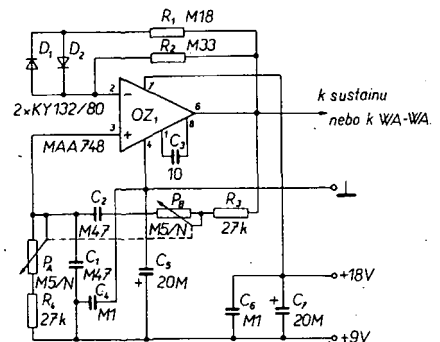 R₁ M18
R₂ M33
D₁ D₂
2×KY132/80
2
3
7
6
8
1
4
−
+
OZ₁
MAA748
C₃
10
k sustainu
nebo k WA-WA
C₂
M47
P_B
M5/N
R₃
27k
P_A
M5/N
C₁
M47
C₄
M1
R₄
27k
+
C₅
20M
C₆
M1
+
C₇
20M
+18V
+9V